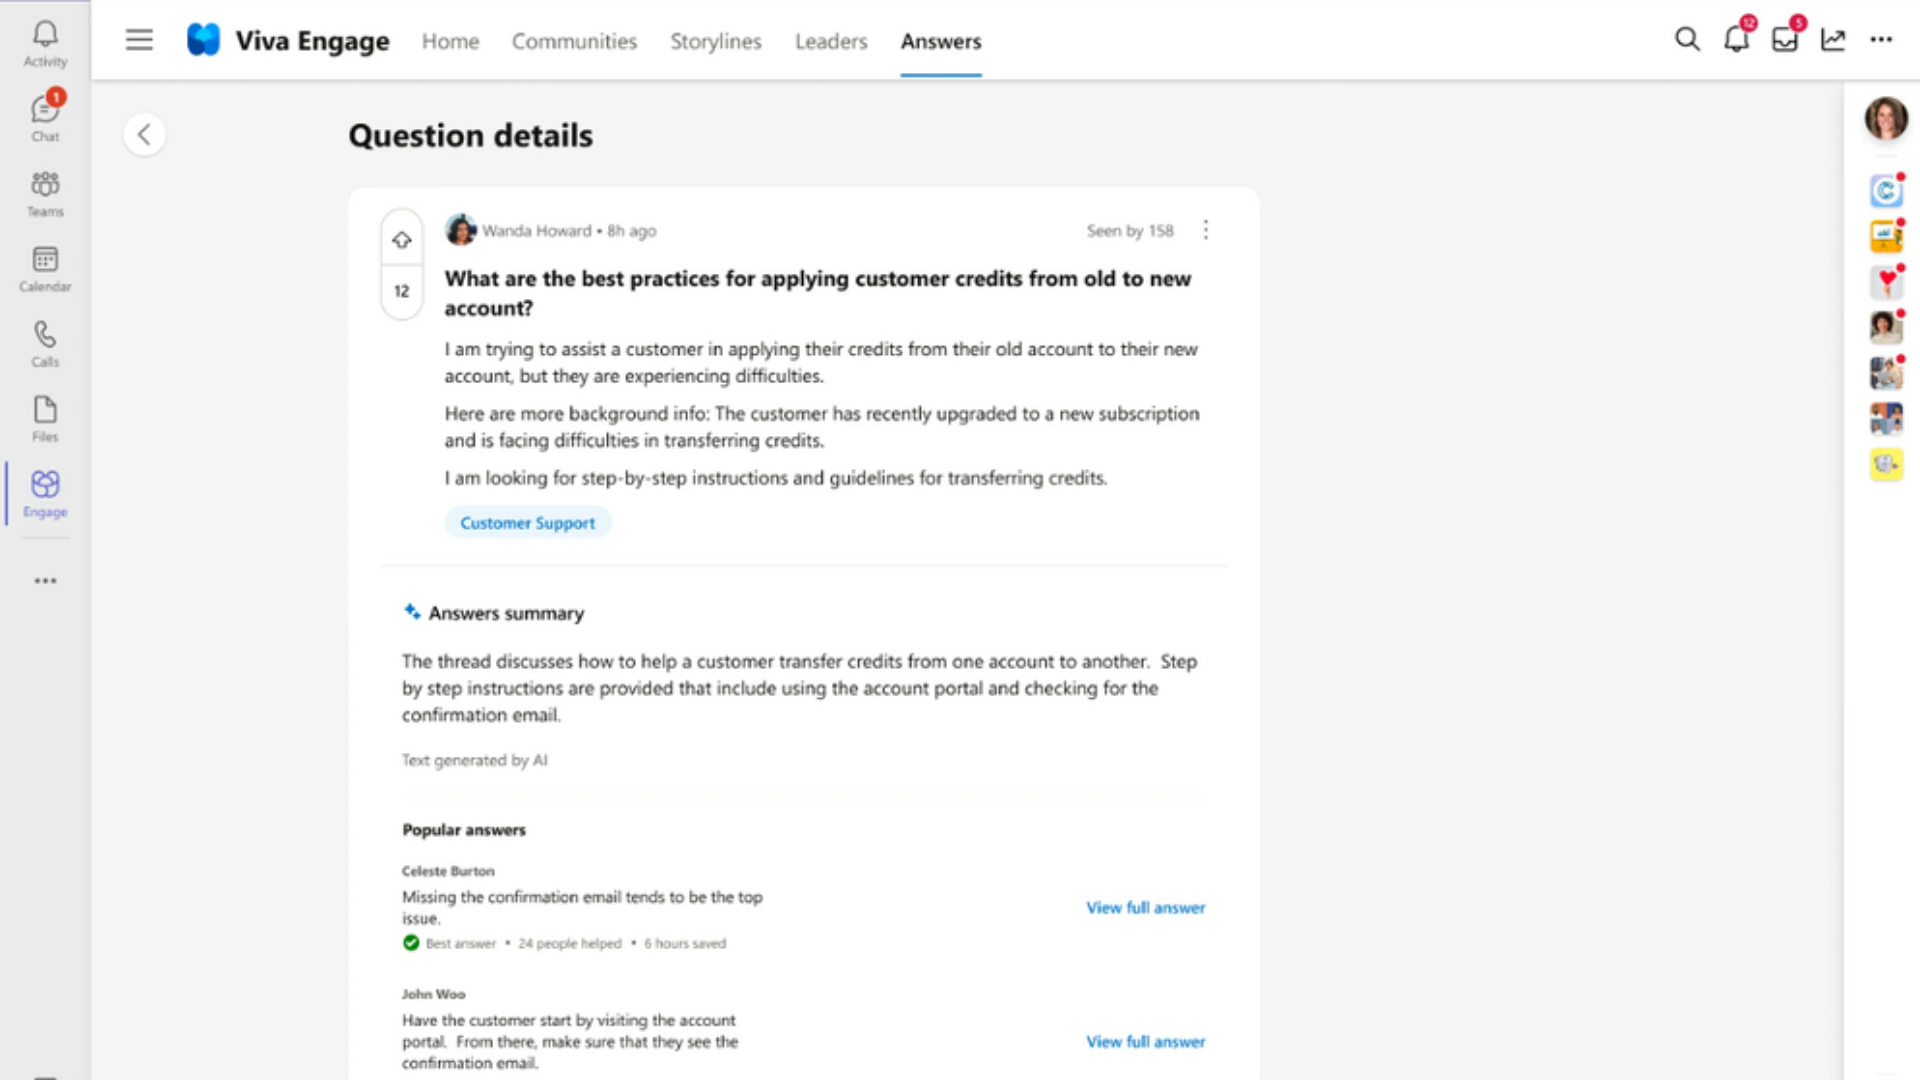 Activity
1
Chat
Teams
Calendar
Calls
Files
Engage
Viva Engage
Home
Communities
Storylines
Leaders
Answers
12
5
Question details
Wanda Howard • 8h ago
Seen by 158
12
What are the best practices for applying customer credits from old to new
account?
I am trying to assist a customer in applying their credits from their old account to their new
account, but they are experiencing difficulties.
Here are more background info: The customer has recently upgraded to a new subscription
and is facing difficulties in transferring credits.
I am looking for step-by-step instructions and guidelines for transferring credits.
Customer Support
Answers summary
The thread discusses how to help a customer transfer credits from one account to another. Step
by step instructions are provided that include using the account portal and checking for the
confirmation email.
Text generated by AI
Popular answers
Celeste Burton
Missing the confirmation email tends to be the top
issue.
View full answer
Best answer • 24 people helped • 6 hours saved
John Woo
Have the customer start by visiting the account
portal. From there, make sure that they see the
confirmation email.
View full answer